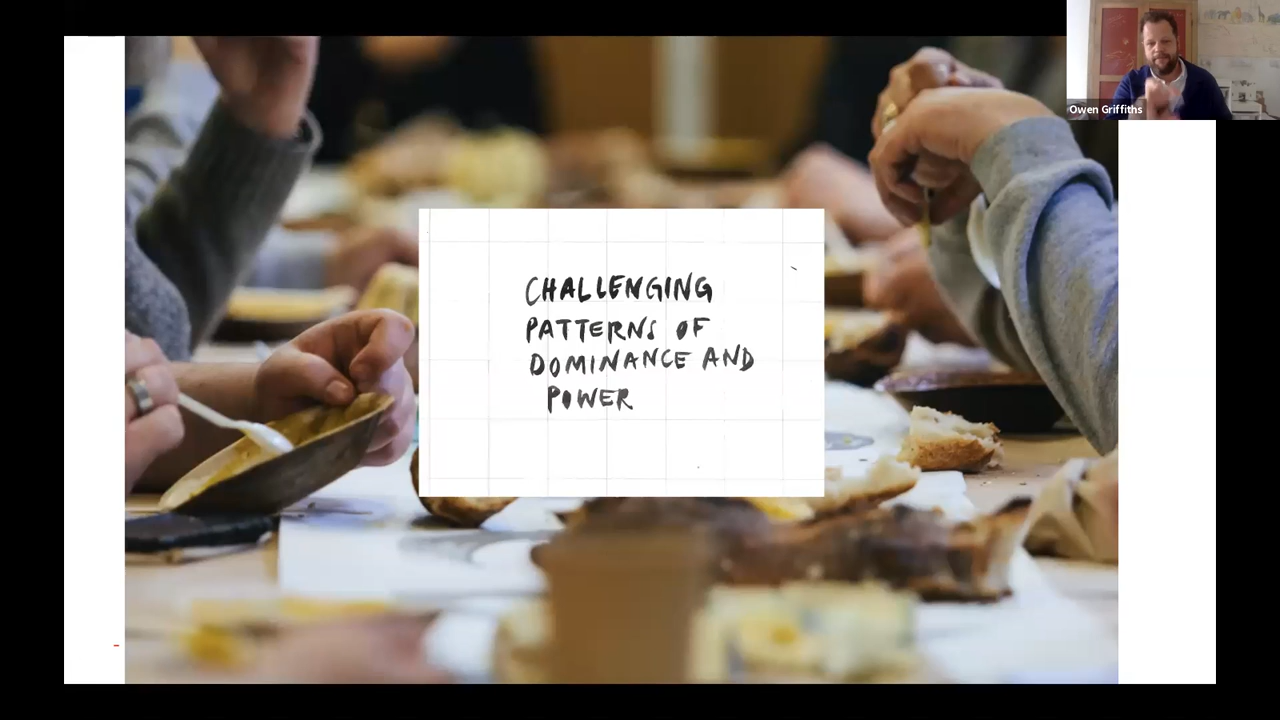 Owen Griffiths
CHALLENGING
PATTERNS OF
DOMINANCE AND
POWER